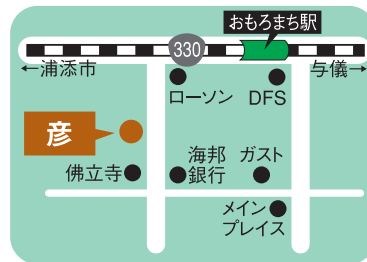 おもろまち駅
330
←浦添市
与儀→
ローソン
DFS
彦
佛立寺
海邦
銀行
ガスト
メイン
プレイス